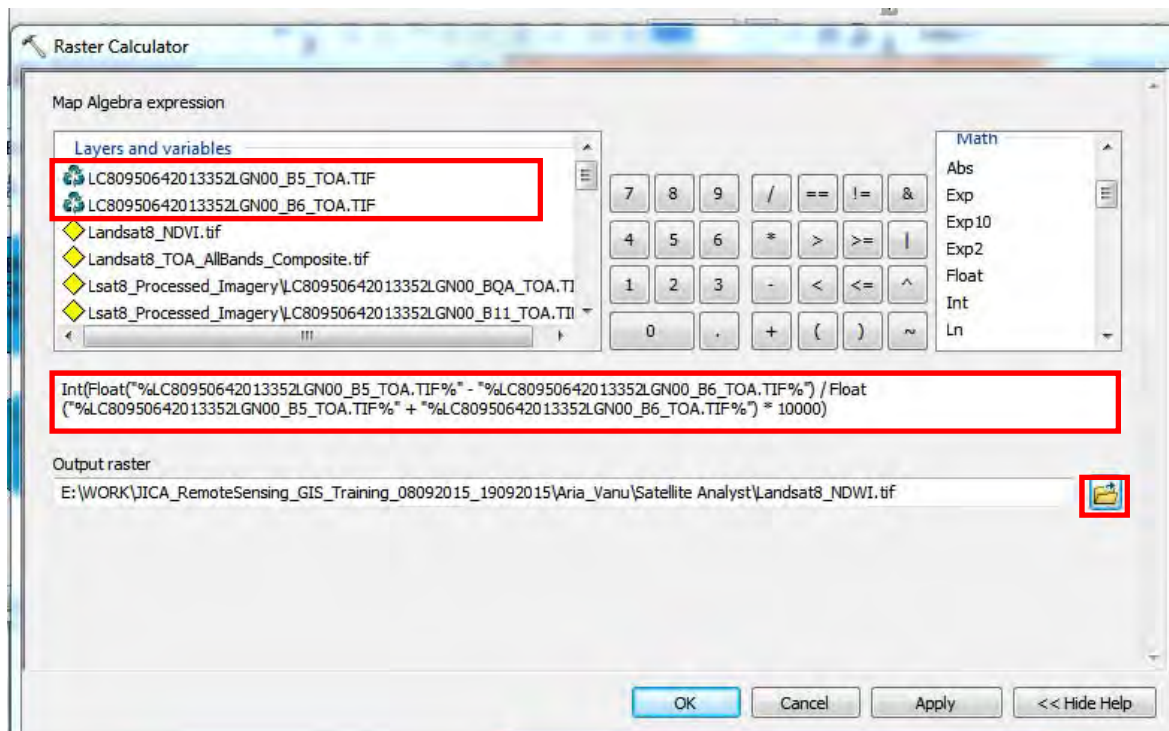 Raster Calculator
Map Algebra expression
Layers and variables
LC80950642013352LGN00_B5_TOA.TIF
LC80950642013352LGN00_B6_TOA.TIF
Landsat8_NDVI.tif
Landsat8_TOA_AllBands_Composite.tif
Lsat8_Processed_Imagery\LC80950642013352LGN00_BQA_TOA.TI
Lsat8_Processed_Imagery\LC80950642013352LGN00_B11_TOA.TI
7 8 9 / == != &
4 5 6 * > >= |
1 2 3 - < <= ^
0 . + ( ) ~
Math
Abs
Exp
Exp10
Exp2
Float
Int
Ln
Int(Float("%LC80950642013352LGN00_B5_TOA.TIF%" - "%LC80950642013352LGN00_B6_TOA.TIF%") / Float
("%LC80950642013352LGN00_B5_TOA.TIF%" + "%LC80950642013352LGN00_B6_TOA.TIF%") * 10000)
Output raster
E:\WORK\JICA_RemoteSensing_GIS_Training_08092015_19092015\Aria_Vanu\Satellite Analyst\Landsat8_NDWI.tif
OK Cancel Apply << Hide Help